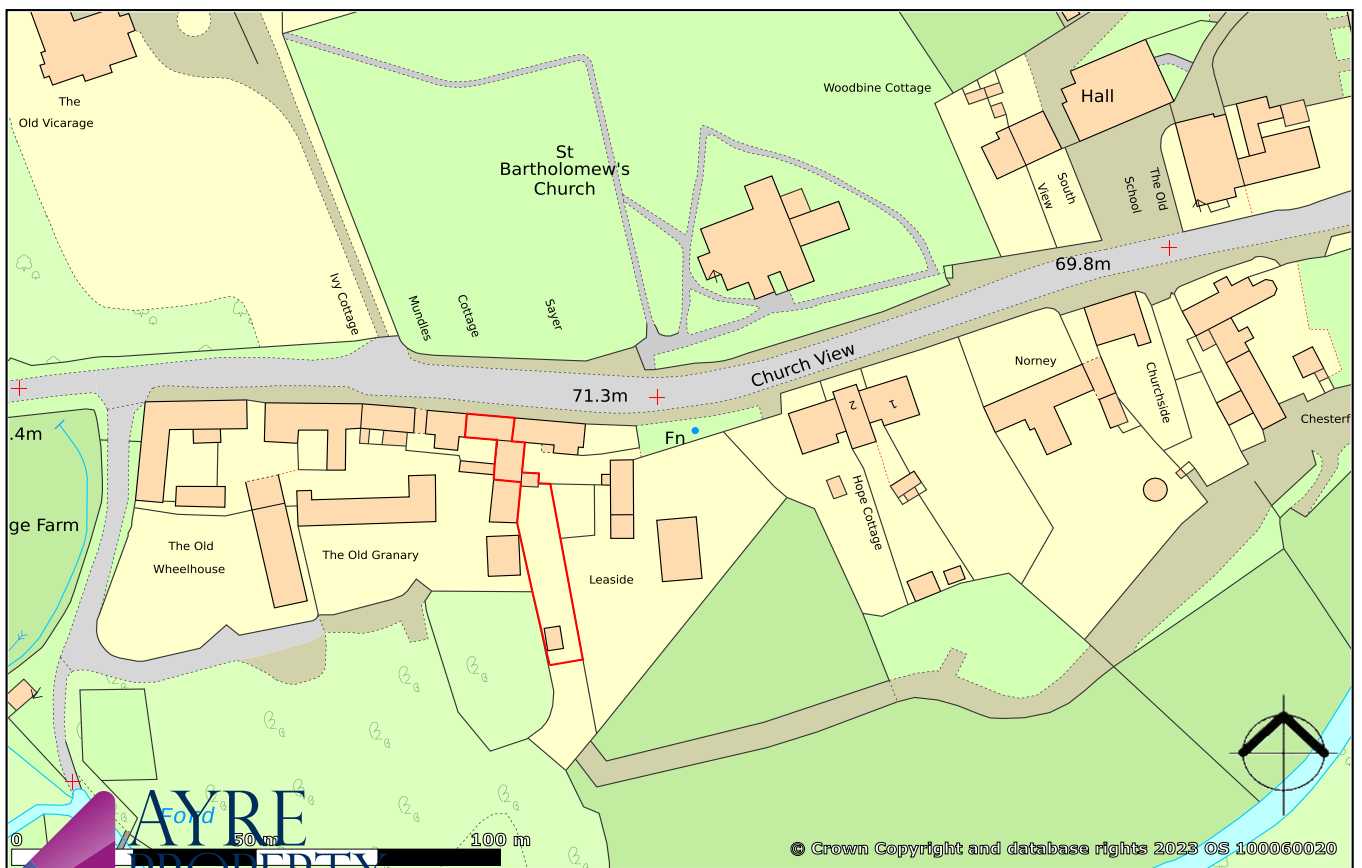 The
Old Vicarage
Woodbine Cottage
Hall
St
Bartholomew's
Church
South
View
The Old
School
Ivy Cottage
Mundles
Cottage
Sayer
69.8m
71.3m
Church View
Norney
Churchside
Chesterf
.4m
Fn
2
1
Hope Cottage
ge Farm
The Old
Wheelhouse
The Old Granary
Leaside
Ford
AYRE
PROPERTY
0
50 m
100 m
© Crown Copyright and database rights 2023 OS 100060020